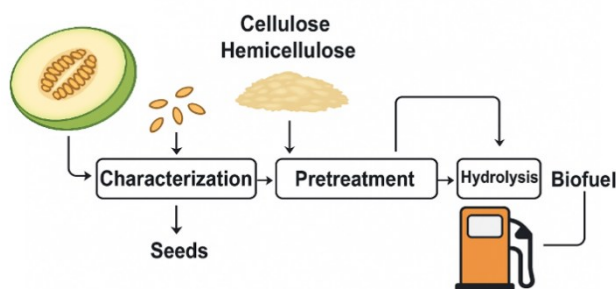 Cellulose
Hemicellulose
Characterization
Pretreatment
Hydrolysis
Biofuel
Seeds